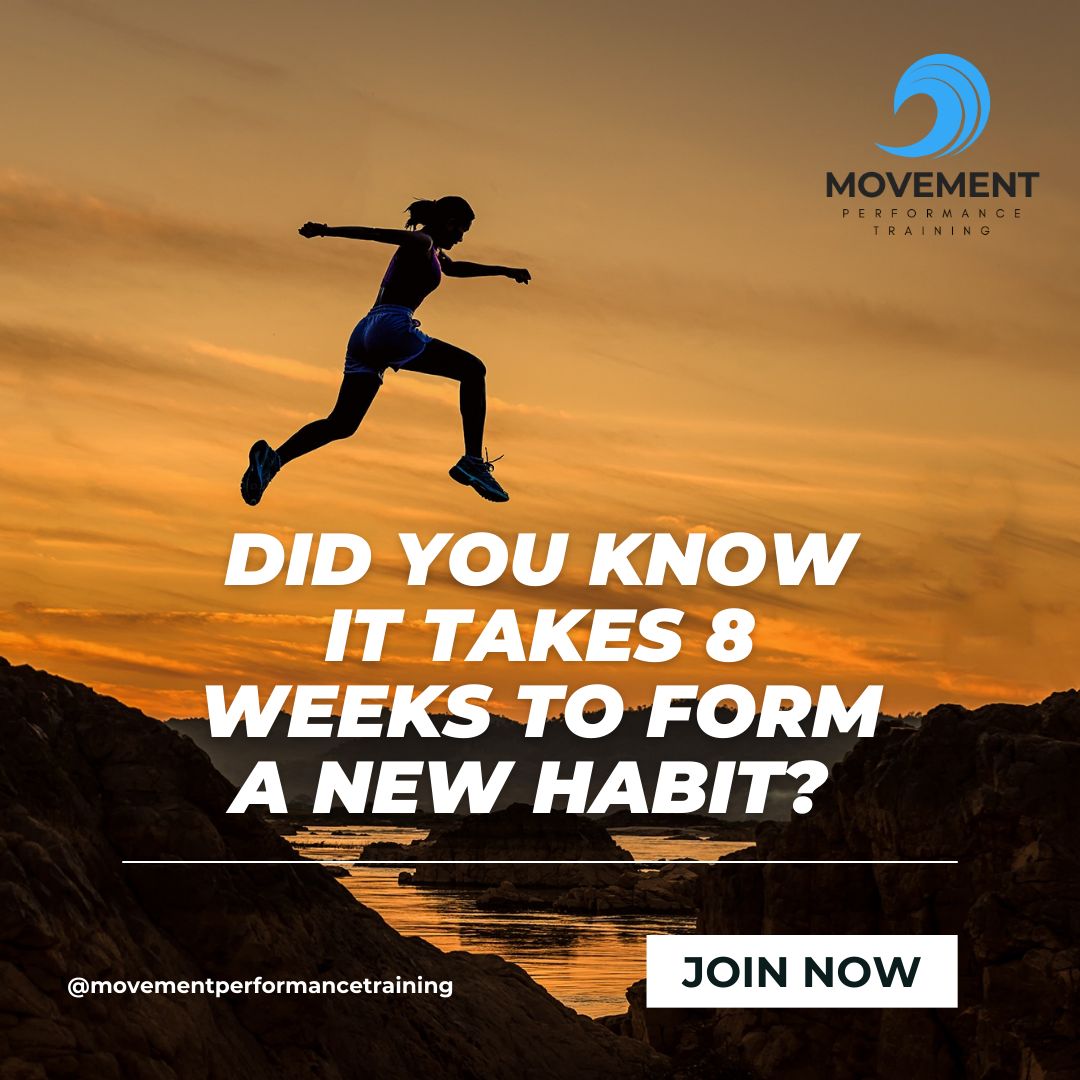 MOVEMENT
PERFORMANCE
TRAINING
DID YOU KNOW
IT TAKES 8
WEEKS TO FORM
A NEW HABIT?
@movementperformancetraining
JOIN NOW